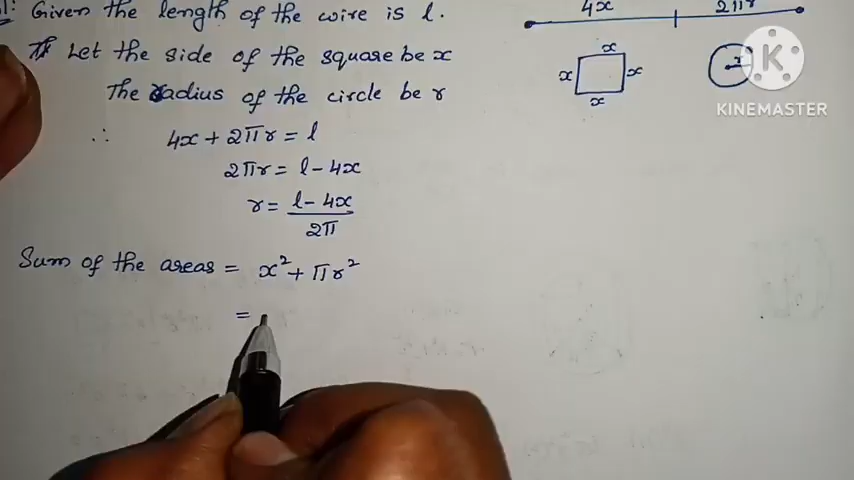 Given the length of the wire is l.
Let the side of the square be x
The radius of the circle be r
∴ 4x + 2πr = l
2πr = l - 4x
r = (l - 4x) / 2π
Sum of the areas = x² + πr²
=
4x 2πr
x
x x
x
r
KINEMASTER